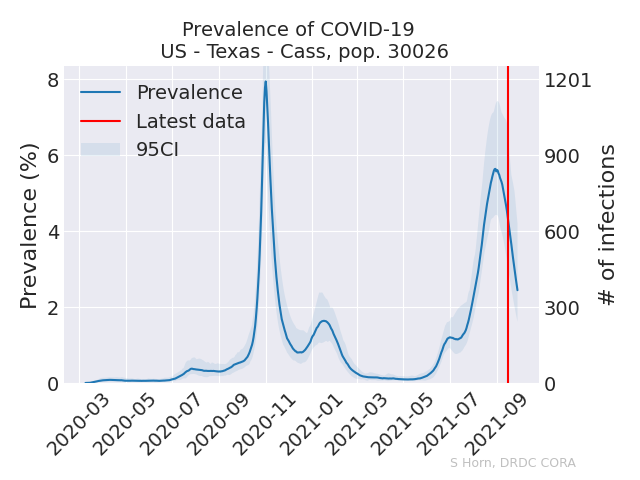 Prevalence of COVID-19
US - Texas - Cass, pop. 30026
Prevalence (%)
8
6
4
2
0
Prevalence
Latest data
95CI
1201
900
600
300
0
# of infections
2020-03
2020-05
2020-07
2020-09
2020-11
2021-01
2021-03
2021-05
2021-07
2021-09
S Horn, DRDC CORA